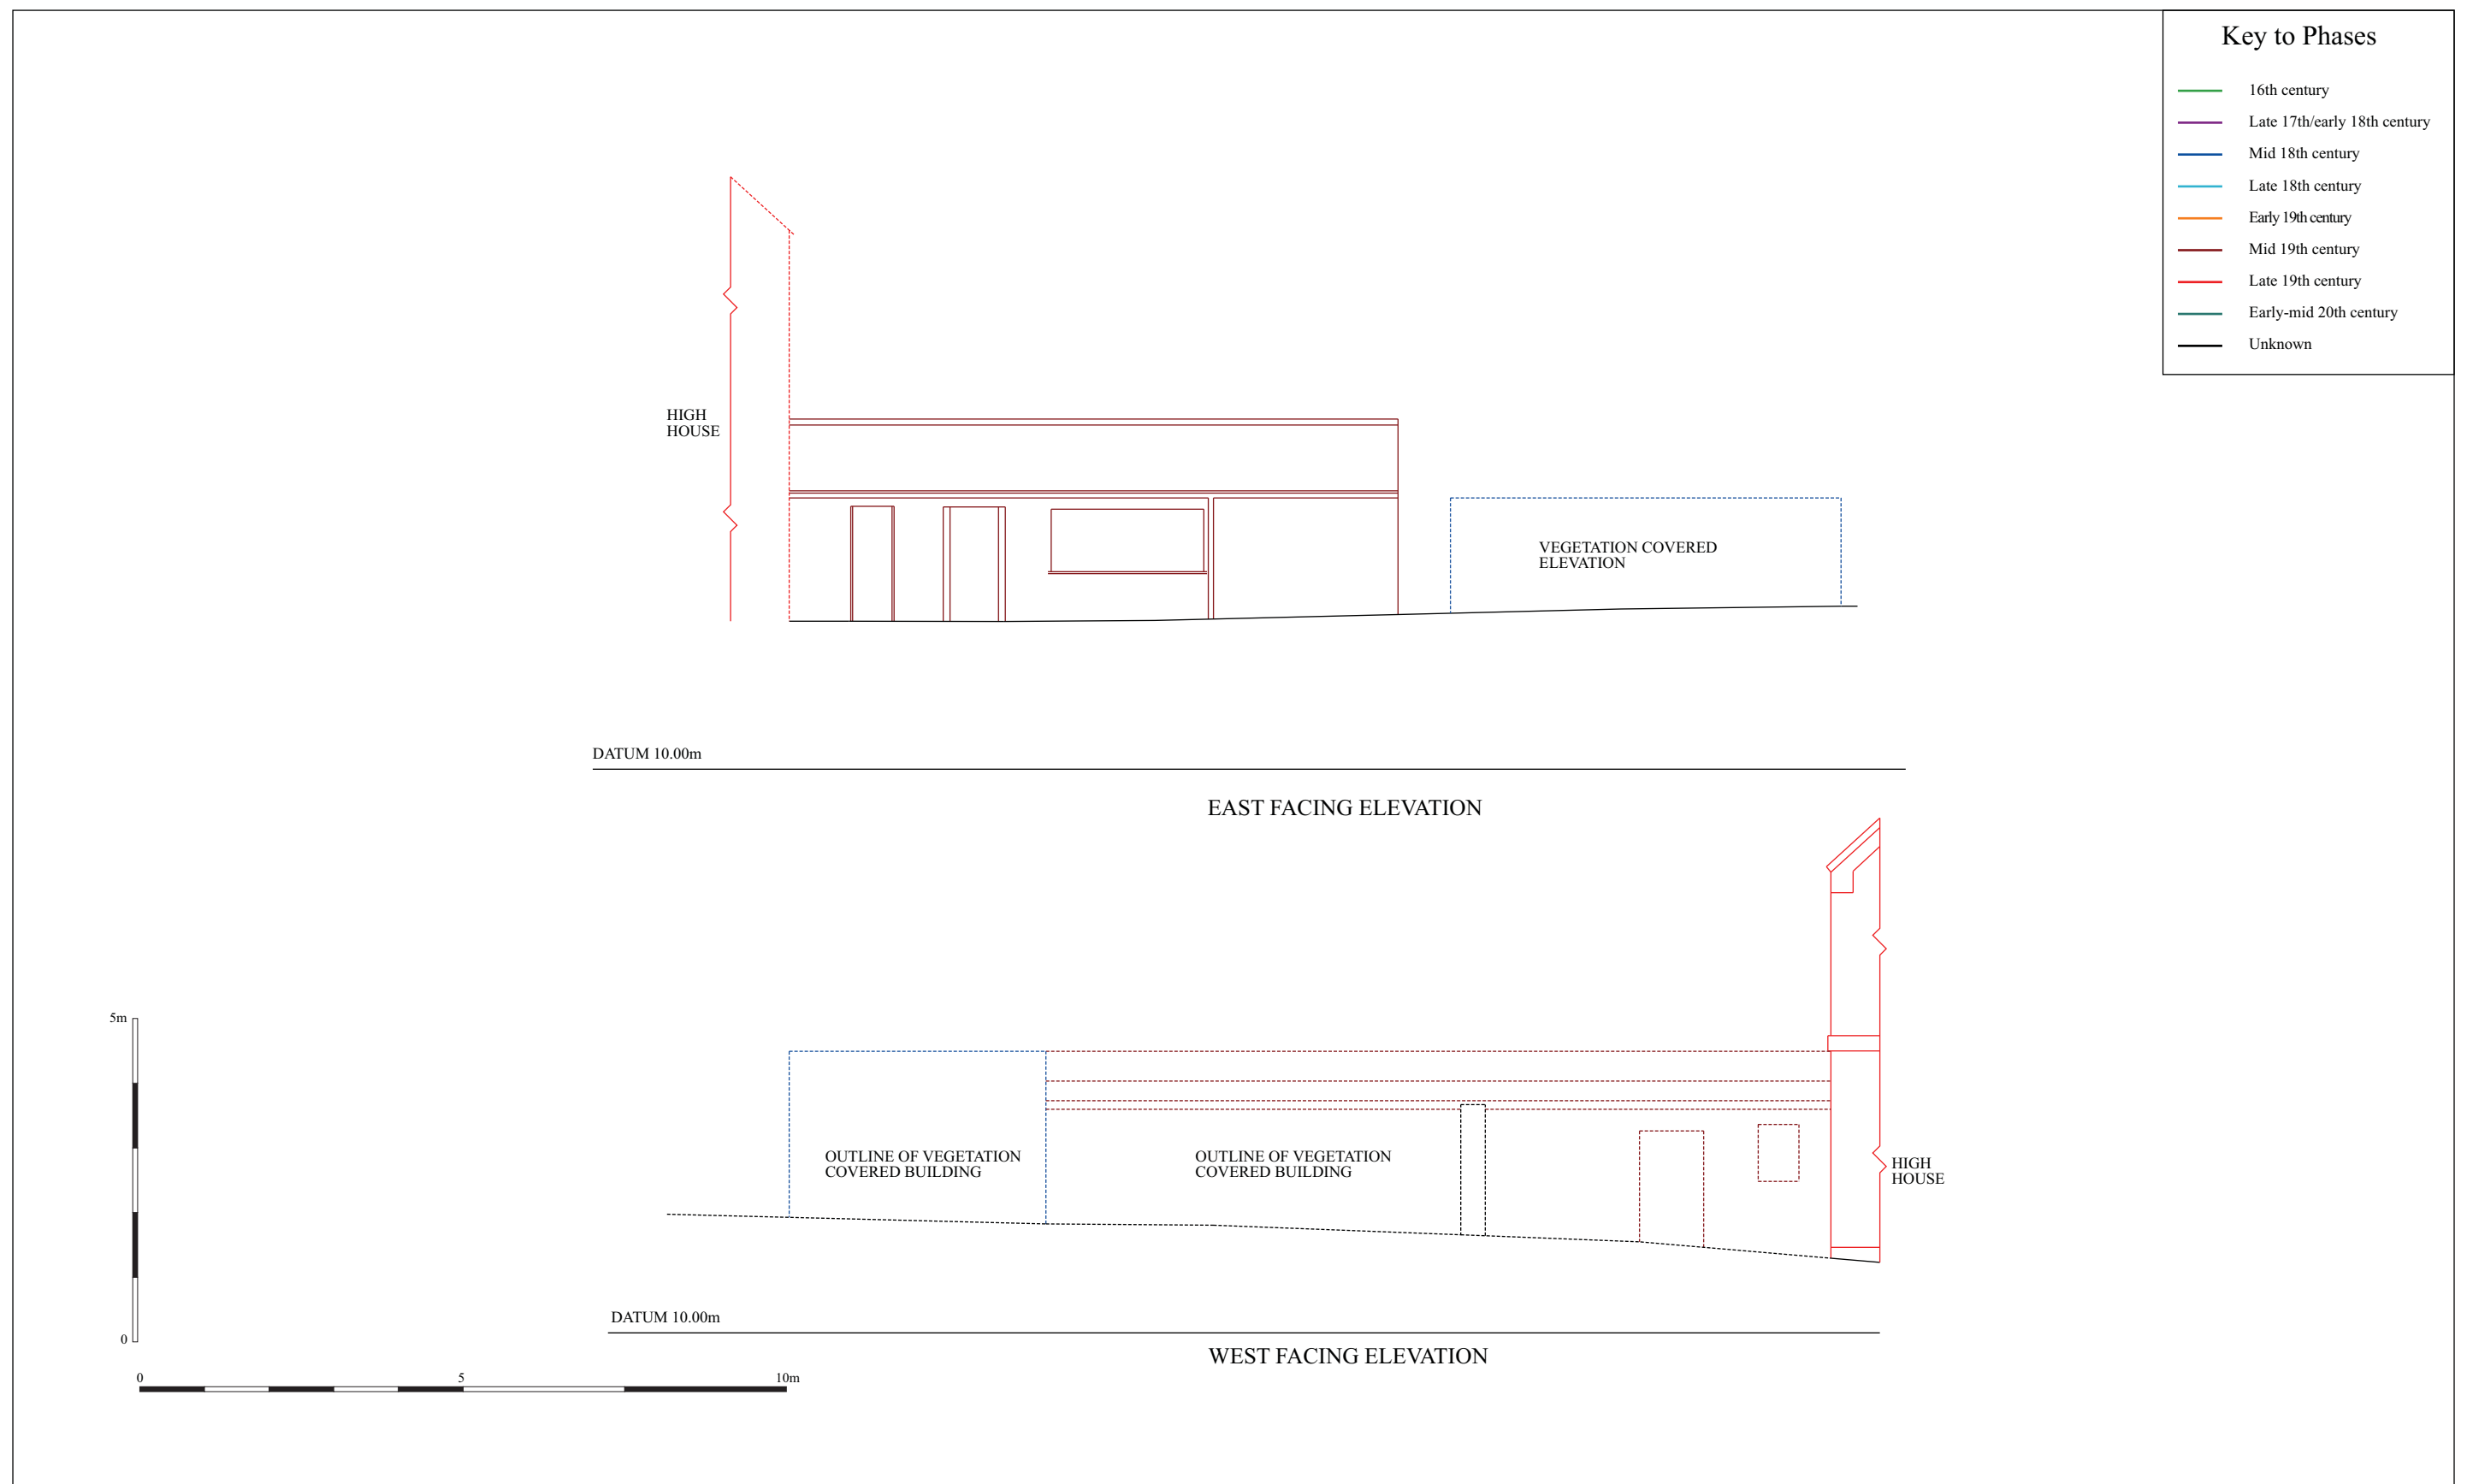 Key to Phases
16th century
Late 17th/early 18th century
Mid 18th century
Late 18th century
Early 19th century
Mid 19th century
Late 19th century
Early-mid 20th century
Unknown
HIGH
HOUSE
VEGETATION COVERED
ELEVATION
DATUM 10.00m
EAST FACING ELEVATION
5m
0
OUTLINE OF VEGETATION
COVERED BUILDING
OUTLINE OF VEGETATION
COVERED BUILDING
HIGH
HOUSE
DATUM 10.00m
WEST FACING ELEVATION
0 5 10m